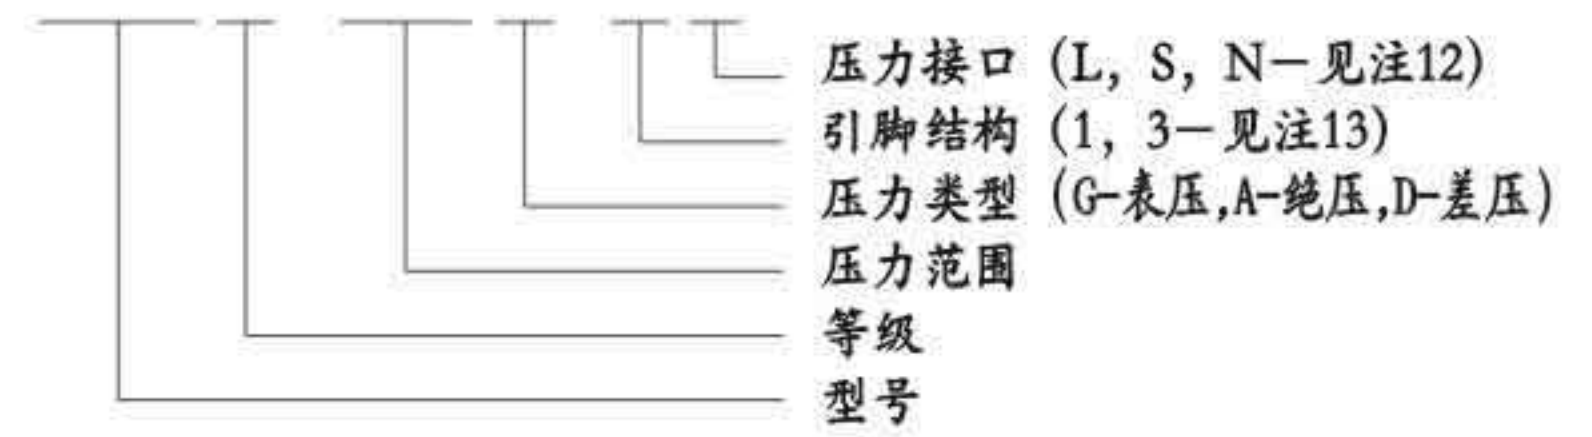 压力接口 (L, S, N－见注12)
引脚结构 (1, 3－见注13)
压力类型 (G-表压,A-绝压,D-差压)
压力范围
等级
型号